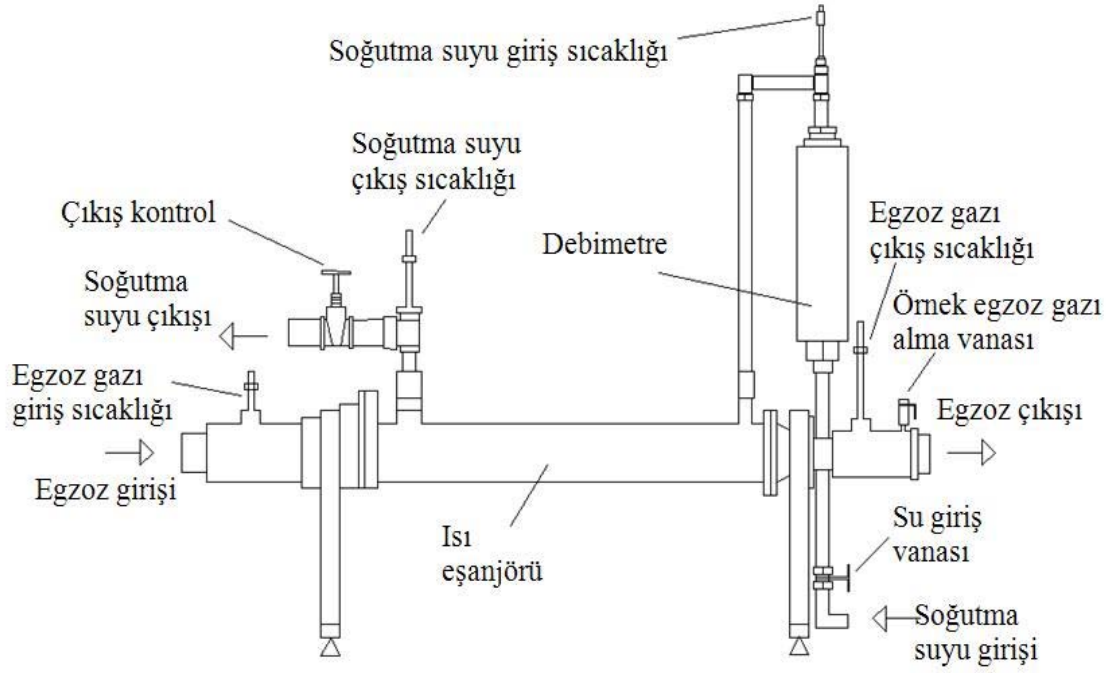 Soğutma suyu giriş sıcaklığı
Soğutma suyu
çıkış sıcaklığı
Çıkış kontrol
Debimetre
Egzoz gazı
çıkış sıcaklığı
Soğutma
suyu çıkışı
Örnek egzoz gazı
alma vanası
Egzoz gazı
giriş sıcaklığı
Egzoz çıkışı
Egzoz girişi
Isı
eşanjörü
Su giriş
vanası
Soğutma
suyu girişi